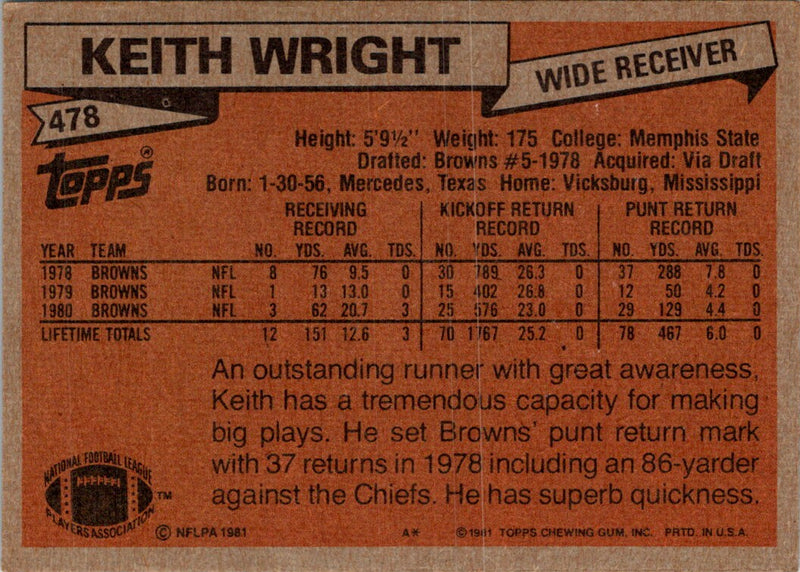 KEITH WRIGHT
WIDE RECEIVER
478
Topps®
Height: 5'9½" Weight: 175 College: Memphis State
Drafted: Browns #5-1978 Acquired: Via Draft
Born: 1-30-56, Mercedes, Texas Home: Vicksburg, Mississippi
RECEIVING RECORD KICKOFF RETURN RECORD PUNT RETURN RECORD
YEAR TEAM NO. YDS. AVG. TDS. NO. YDS. AVG. TDS. NO. YDS. AVG. TDS.
1978 BROWNS NFL 8 76 9.5 0 30 789 26.3 0 37 288 7.8 0
1979 BROWNS NFL 1 13 13.0 0 15 402 26.8 0 12 50 4.2 0
1980 BROWNS NFL 3 62 20.7 3 25 576 23.0 0 29 129 4.4 0
LIFETIME TOTALS 12 151 12.6 3 70 1767 25.2 0 78 467 6.0 0
An outstanding runner with great awareness,
Keith has a tremendous capacity for making
big plays. He set Browns' punt return mark
with 37 returns in 1978 including an 86-yarder
against the Chiefs. He has superb quickness.
NATIONAL FOOTBALL LEAGUE
PLAYERS ASSOCIATION
TM
© NFLPA 1981
A*
© 1981 TOPPS CHEWING GUM, INC. PRTD. IN U.S.A.